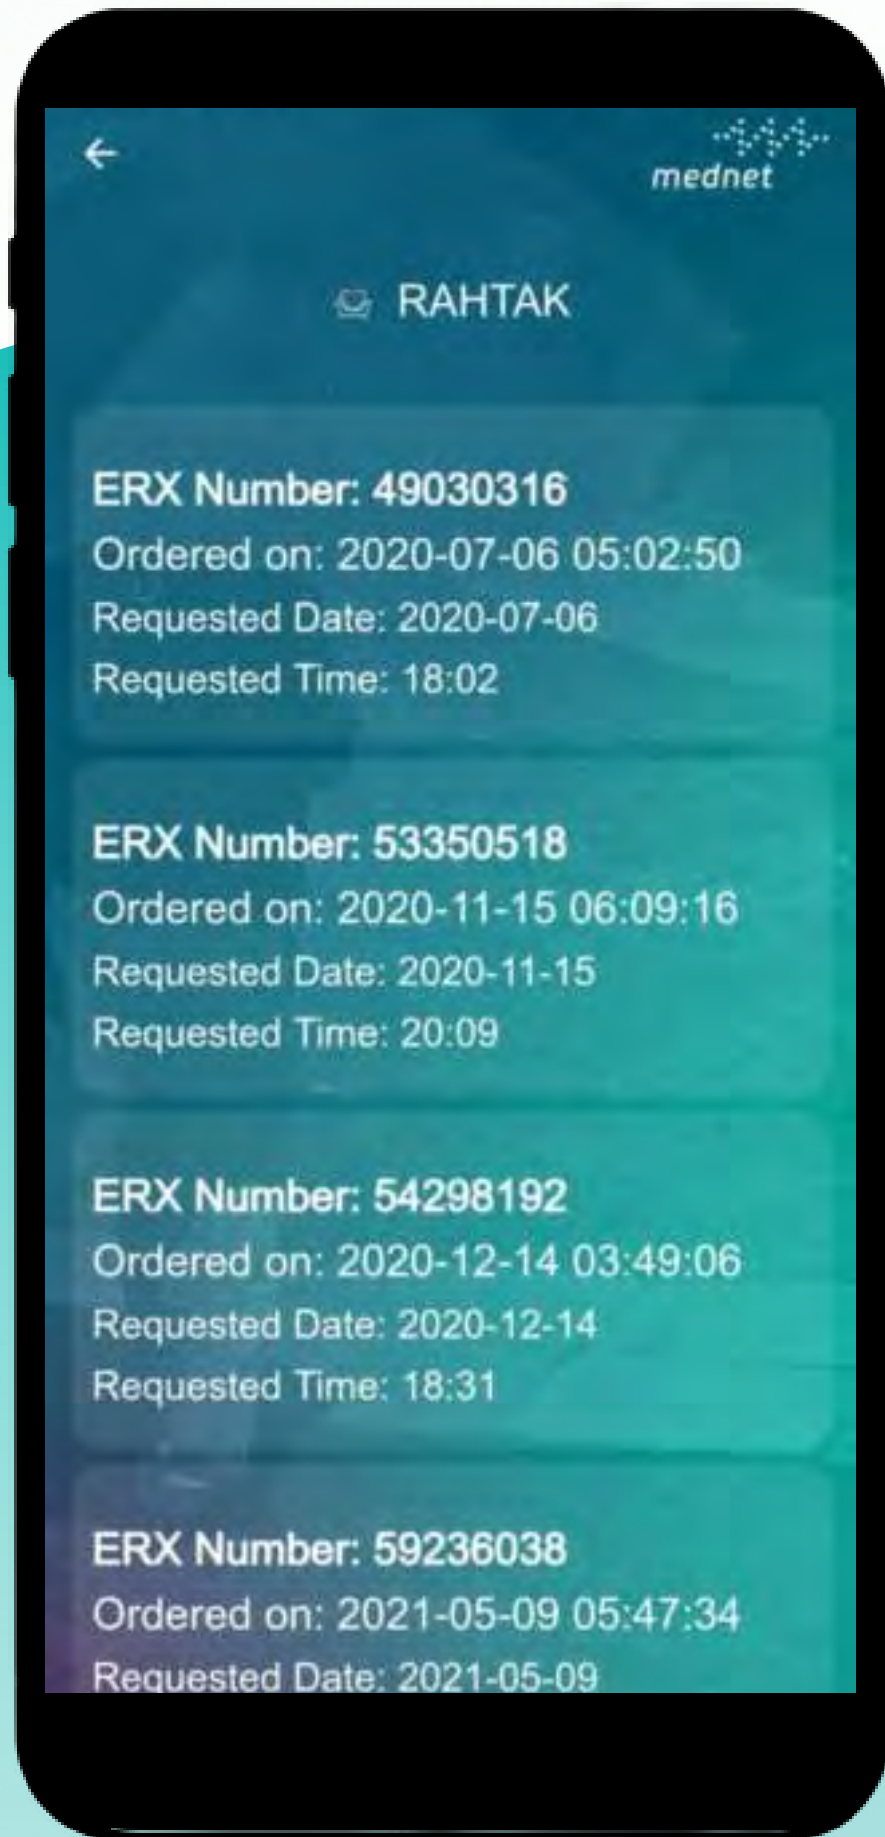 mednet
RAHTAK
ERX Number: 49030316
Ordered on: 2020-07-06 05:02:50
Requested Date: 2020-07-06
Requested Time: 18:02
ERX Number: 53350518
Ordered on: 2020-11-15 06:09:16
Requested Date: 2020-11-15
Requested Time: 20:09
ERX Number: 54298192
Ordered on: 2020-12-14 03:49:06
Requested Date: 2020-12-14
Requested Time: 18:31
ERX Number: 59236038
Ordered on: 2021-05-09 05:47:34
Requested Date: 2021-05-09